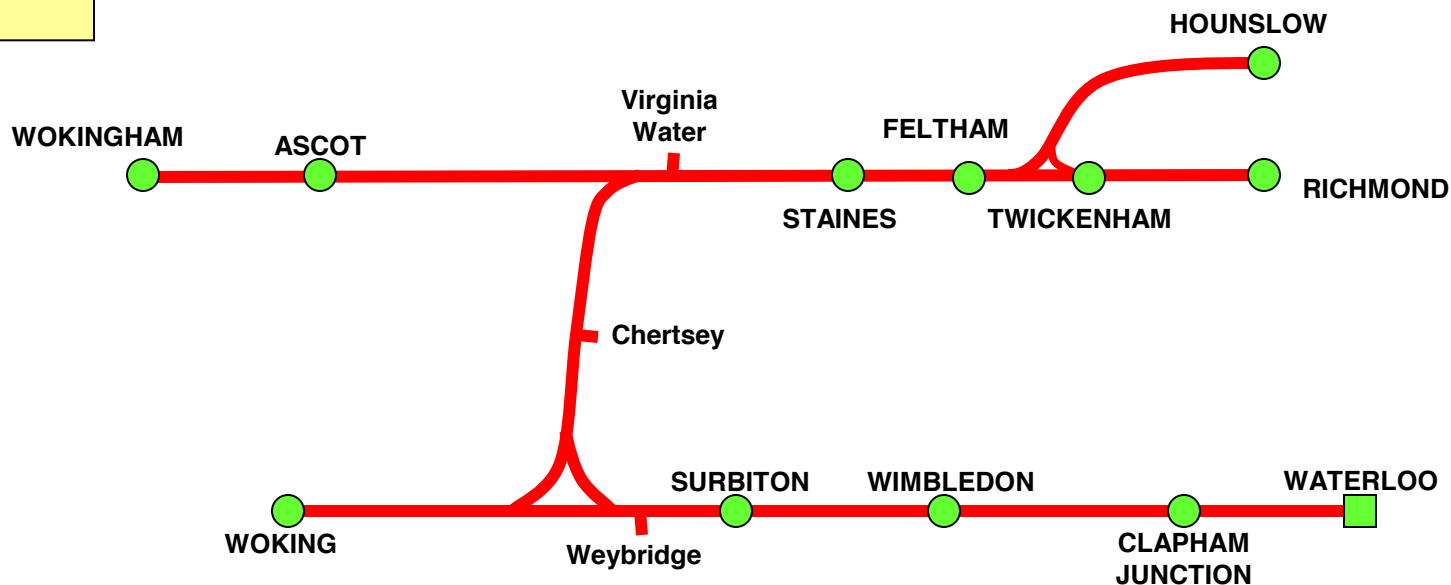 HOUNSLOW
Virginia
Water
FELTHAM
WOKINGHAM
ASCOT
RICHMOND
STAINES
TWICKENHAM
Chertsey
SURBITON
WIMBLEDON
WATERLOO
WOKING
Weybridge
CLAPHAM
JUNCTION